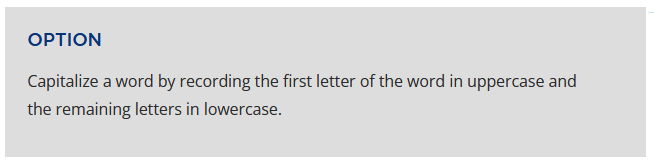 OPTION
Capitalize a word by recording the first letter of the word in uppercase and
the remaining letters in lowercase.